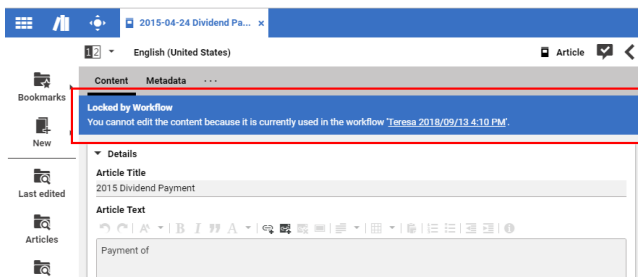 2015-04-24 Dividend Pa... ×
12 English (United States) Article
Content Metadata ...
Bookmarks
New
Last edited
Articles
Locked by Workflow
You cannot edit the content because it is currently used in the workflow 'Teresa 2018/09/13 4:10 PM'.
Details
Article Title
2015 Dividend Payment
Article Text
B I A
Payment of